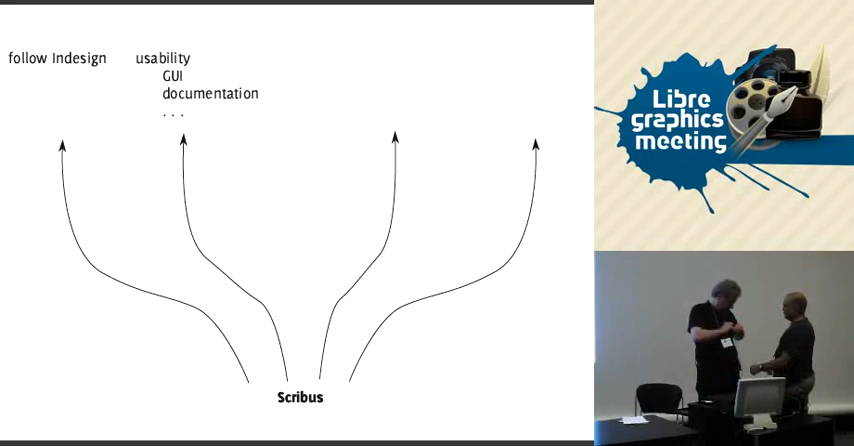 follow Indesign
usability
GUI
documentation
. . .
Scribus
Libre
graphics
meeting